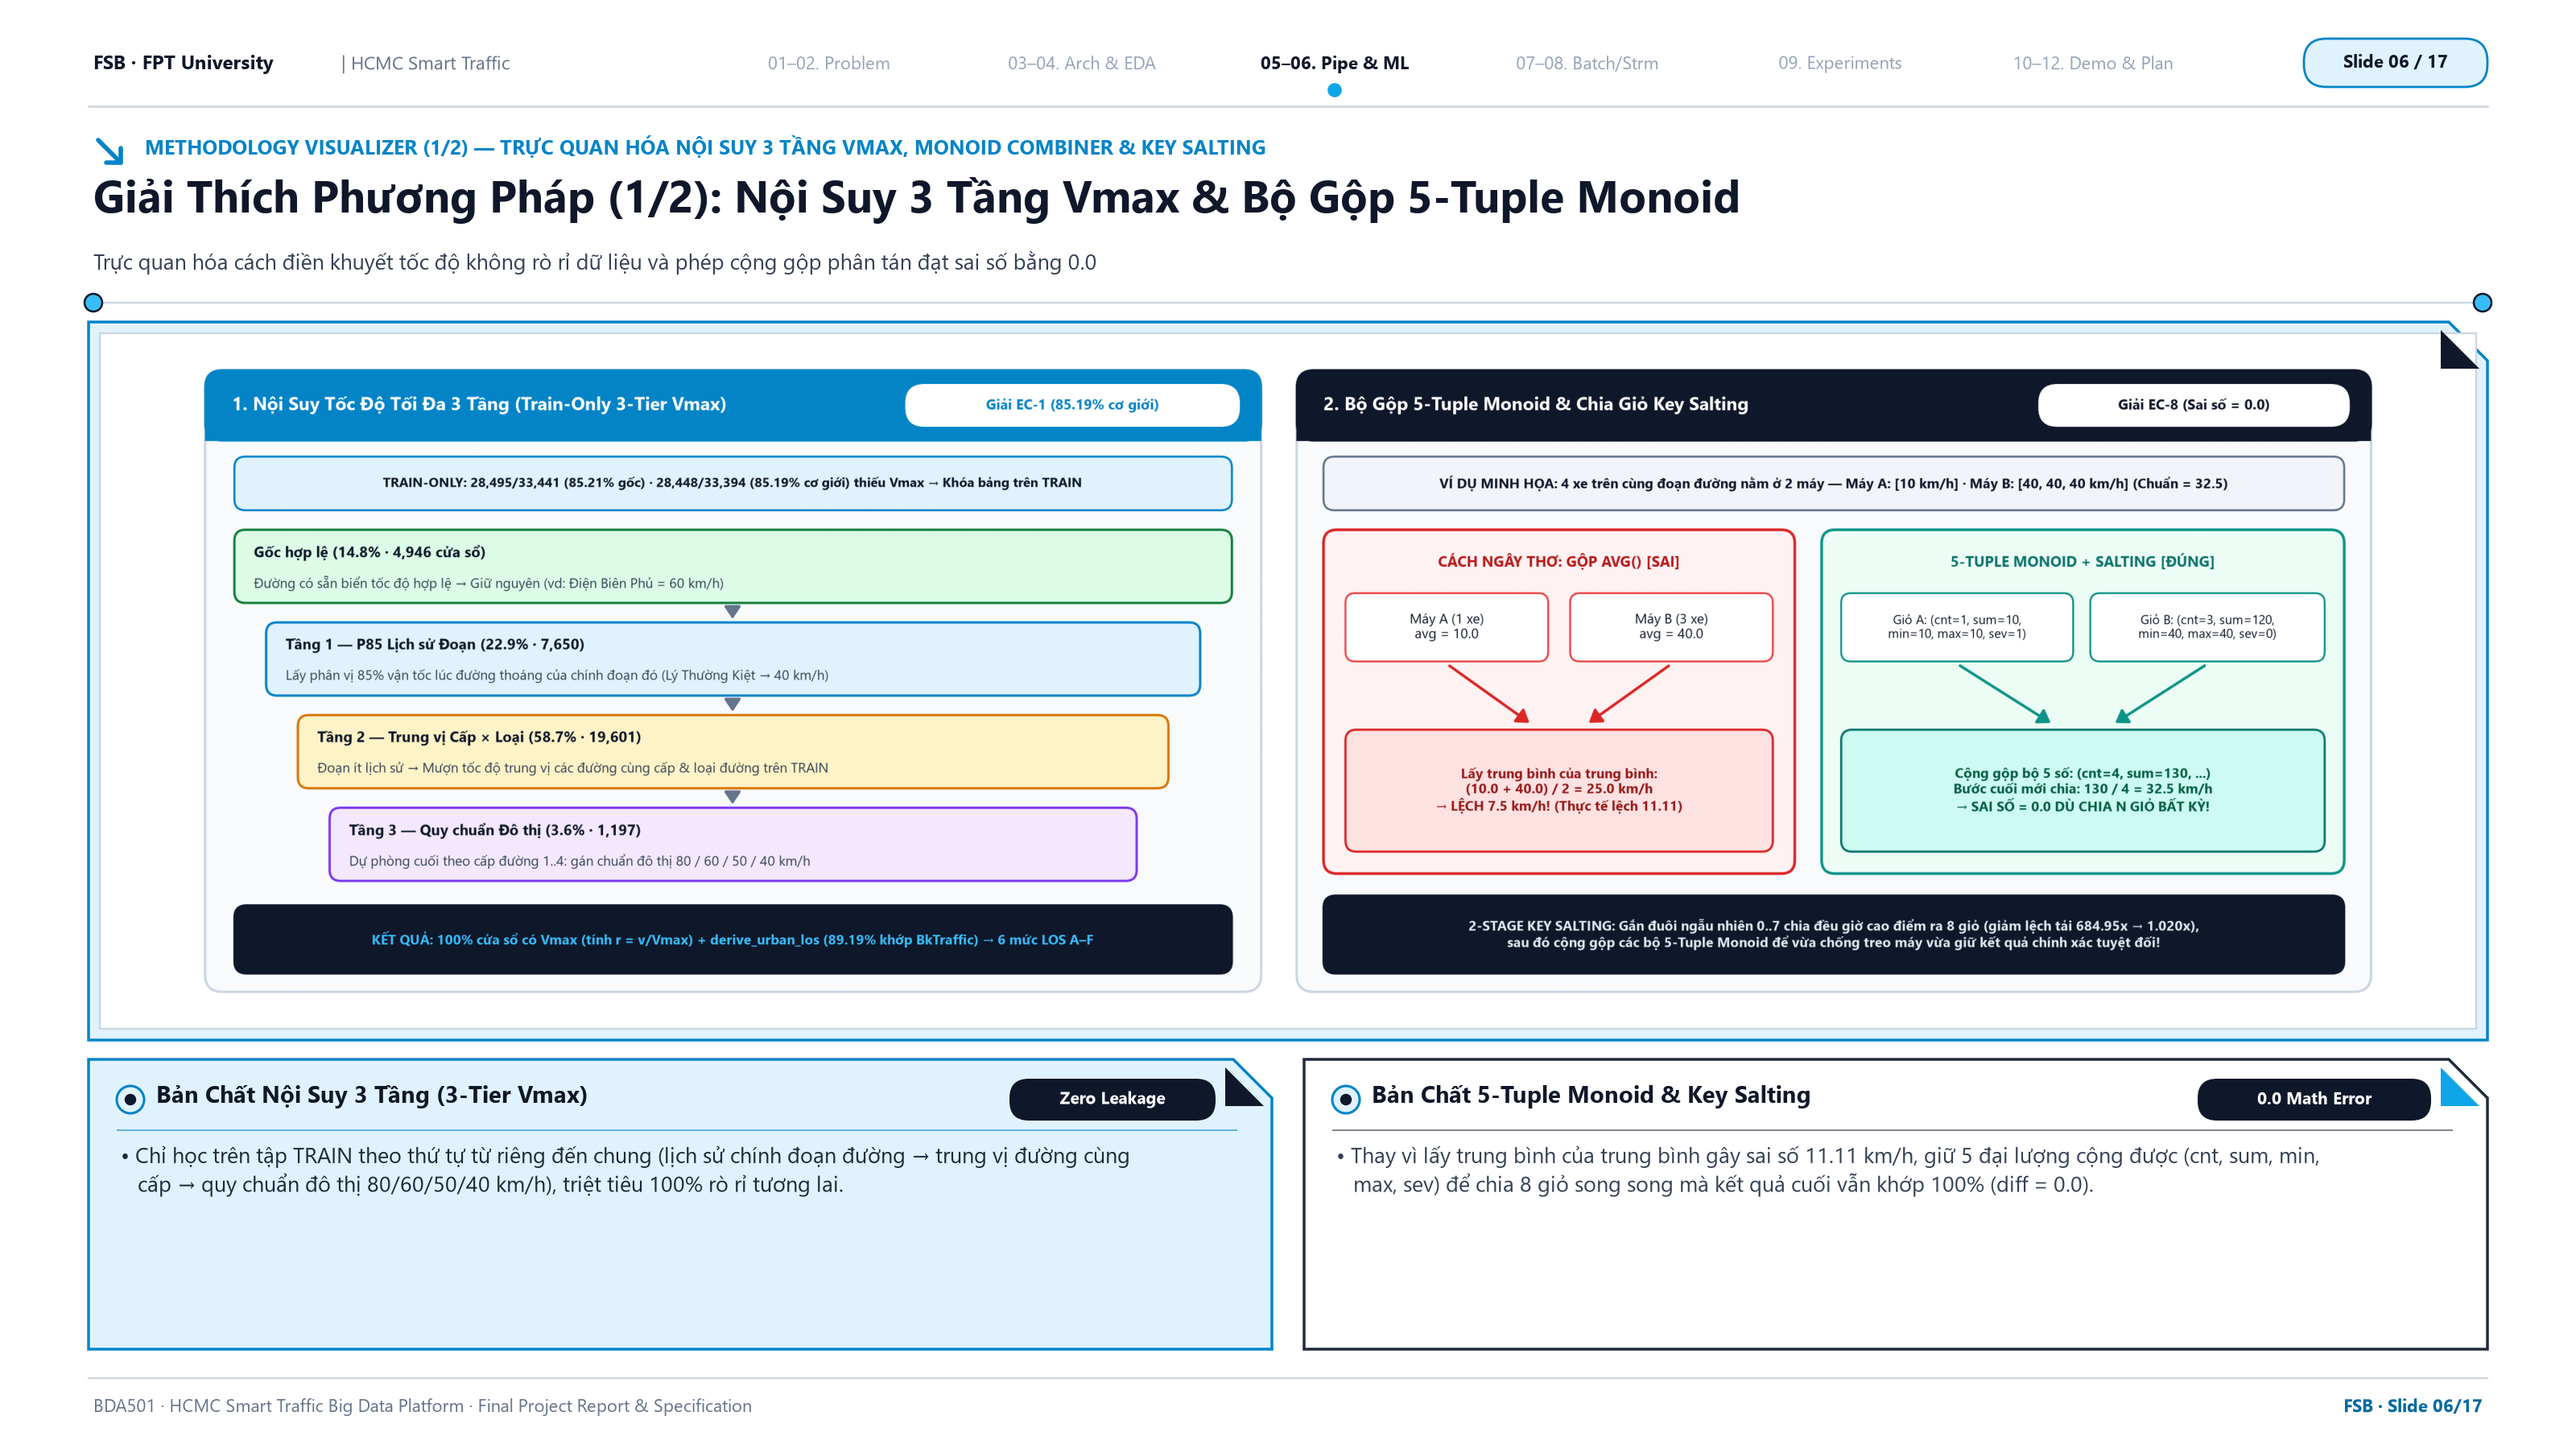 FSB · FPT University | HCMC Smart Traffic 01–02. Problem 03–04. Arch & EDA 05–06. Pipe & ML 07–08. Batch/Strm 09. Experiments 10–12. Demo & Plan Slide 06 / 17
METHODOLOGY VISUALIZER (1/2) — TRỰC QUAN HÓA NỘI SUY 3 TẦNG VMAX, MONOID COMBINER & KEY SALTING
Giải Thích Phương Pháp (1/2): Nội Suy 3 Tầng Vmax & Bộ Gộp 5-Tuple Monoid
Trực quan hóa cách điền khuyết tốc độ không rò rỉ dữ liệu và phép cộng gộp phân tán đạt sai số bằng 0.0
1. Nội Suy Tốc Độ Tối Đa 3 Tầng (Train-Only 3-Tier Vmax) Giải EC-1 (85.19% cơ giới)
TRAIN-ONLY: 28,495/33,441 (85.21% gốc) · 28,448/33,394 (85.19% cơ giới) thiếu Vmax → Khóa bảng trên TRAIN
Gốc hợp lệ (14.8% · 4,946 cửa sổ)
Đường có sẵn biển tốc độ hợp lệ → Giữ nguyên (vd: Điện Biên Phủ = 60 km/h)
Tầng 1 — P85 Lịch sử Đoạn (22.9% · 7,650)
Lấy phân vị 85% vận tốc lúc đường thoáng của chính đoạn đó (Lý Thường Kiệt → 40 km/h)
Tầng 2 — Trung vị Cấp × Loại (58.7% · 19,601)
Đoạn ít lịch sử → Mượn tốc độ trung vị các đường cùng cấp & loại đường trên TRAIN
Tầng 3 — Quy chuẩn Đô thị (3.6% · 1,197)
Dự phòng cuối theo cấp đường 1..4: gán chuẩn đô thị 80 / 60 / 50 / 40 km/h
KẾT QUẢ: 100% cửa sổ có Vmax (tính r = v/Vmax) + derive_urban_los (89.19% khớp BkTraffic) → 6 mức LOS A–F
2. Bộ Gộp 5-Tuple Monoid & Chia Giỏ Key Salting Giải EC-8 (Sai số = 0.0)
VÍ DỤ MINH HỌA: 4 xe trên cùng đoạn đường nằm ở 2 máy — Máy A: [10 km/h] · Máy B: [40, 40, 40 km/h] (Chuẩn = 32.5)
CÁCH NGÂY THƠ: GỘP AVG() [SAI]
Máy A (1 xe)
avg = 10.0
Máy B (3 xe)
avg = 40.0
Lấy trung bình của trung bình:
(10.0 + 40.0) / 2 = 25.0 km/h
→ LỆCH 7.5 km/h! (Thực tế lệch 11.11)
5-TUPLE MONOID + SALTING [ĐÚNG]
Giỏ A: (cnt=1, sum=10,
min=10, max=10, sev=1)
Giỏ B: (cnt=3, sum=120,
min=40, max=40, sev=0)
Cộng gộp bộ 5 số: (cnt=4, sum=130, ...)
Bước cuối mới chia: 130 / 4 = 32.5 km/h
→ SAI SỐ = 0.0 DÙ CHIA N GIỎ BẤT KỲ!
2-STAGE KEY SALTING: Gắn đuôi ngẫu nhiên 0..7 chia đều giờ cao điểm ra 8 giỏ (giảm lệch tải 684.95x → 1.020x),
sau đó cộng gộp các bộ 5-Tuple Monoid để vừa chống treo máy vừa giữ kết quả chính xác tuyệt đối!
Bản Chất Nội Suy 3 Tầng (3-Tier Vmax) Zero Leakage
• Chỉ học trên tập TRAIN theo thứ tự từ riêng đến chung (lịch sử chính đoạn đường → trung vị đường cùng
cấp → quy chuẩn đô thị 80/60/50/40 km/h), triệt tiêu 100% rò rỉ tương lai.
Bản Chất 5-Tuple Monoid & Key Salting 0.0 Math Error
• Thay vì lấy trung bình của trung bình gây sai số 11.11 km/h, giữ 5 đại lượng cộng được (cnt, sum, min,
max, sev) để chia 8 giỏ song song mà kết quả cuối vẫn khớp 100% (diff = 0.0).
BDA501 · HCMC Smart Traffic Big Data Platform · Final Project Report & Specification FSB · Slide 06/17